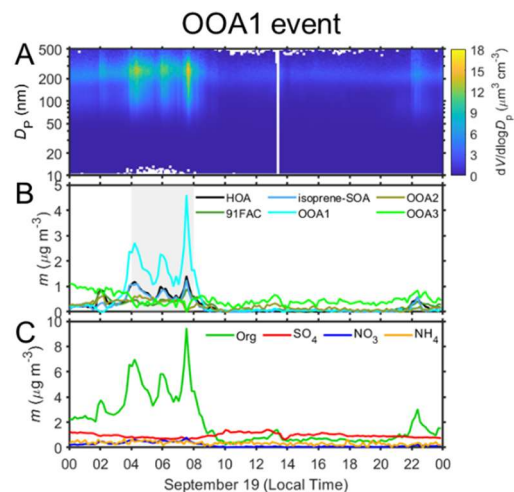 OOA1 event
A
500
200
100
50
20
10
D_P (nm)
18
15
12
9
6
3
0
dV/dlogD_p (μm³ cm⁻³)
B
5
4
3
2
1
0
m (μg m⁻³)
HOA isoprene-SOA OOA2
91FAC OOA1 OOA3
C
10
8
6
4
2
0
m (μg m⁻³)
Org SO₄ NO₃ NH₄
00 02 04 06 08 10 12 14 16 18 20 22 00
September 19 (Local Time)